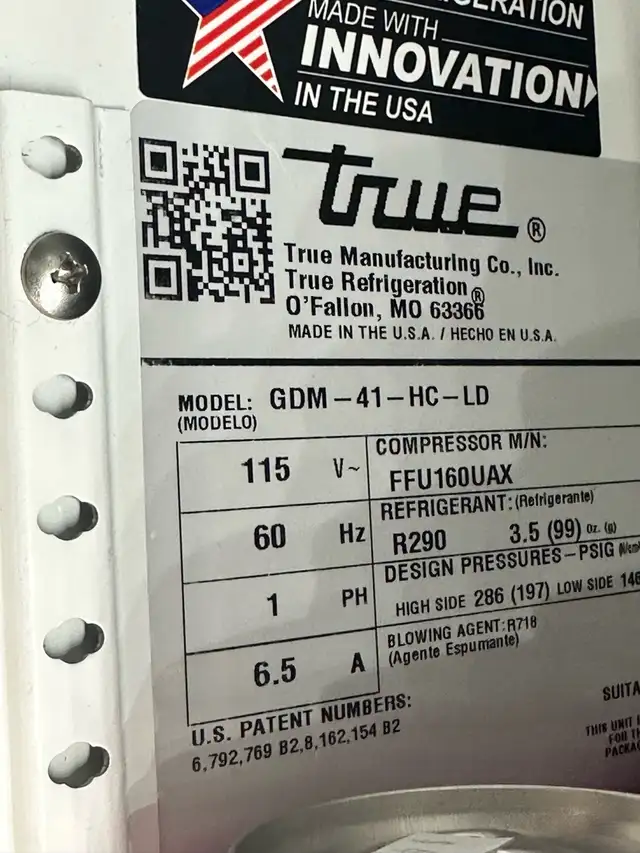 MADE WITH
INNOVATION
IN THE USA
true®
True Manufacturing Co., Inc.
True Refrigeration®
O'Fallon, MO 63366
MADE IN THE U.S.A. / HECHO EN U.S.A.
MODEL: GDM-41-HC-LD
(MODELO)
115 V~
60 Hz
1 PH
6.5 A
COMPRESSOR M/N:
FFU160UAX
REFRIGERANT: (Refrigerante)
R290 3.5 (99) Oz. (g)
DESIGN PRESSURES-PSIG
HIGH SIDE 286 (197) LOW SIDE 146
BLOWING AGENT: R718
(Agente Espumante)
U.S. PATENT NUMBERS:
6,792,769 B2,8,162,154 B2
THIS UNIT